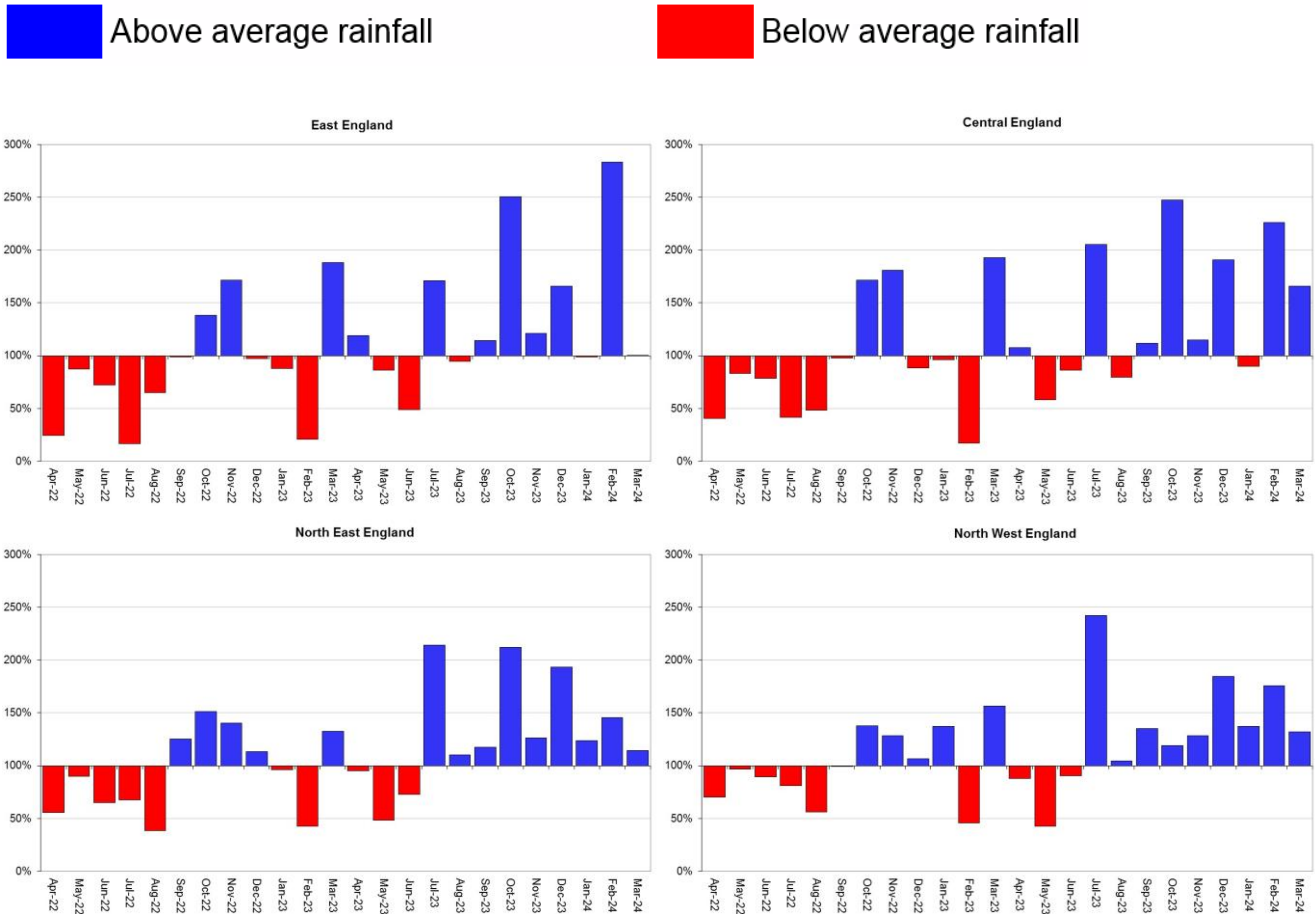 Above average rainfall
Below average rainfall
East England
300%
250%
200%
150%
100%
50%
0%
Apr-22
May-22
Jun-22
Jul-22
Aug-22
Sep-22
Oct-22
Nov-22
Dec-22
Jan-23
Feb-23
Mar-23
Apr-23
May-23
Jun-23
Jul-23
Aug-23
Sep-23
Oct-23
Nov-23
Dec-23
Jan-24
Feb-24
Mar-24
Central England
300%
250%
200%
150%
100%
50%
0%
Apr-22
May-22
Jun-22
Jul-22
Aug-22
Sep-22
Oct-22
Nov-22
Dec-22
Jan-23
Feb-23
Mar-23
Apr-23
May-23
Jun-23
Jul-23
Aug-23
Sep-23
Oct-23
Nov-23
Dec-23
Jan-24
Feb-24
Mar-24
North East England
300%
250%
200%
150%
100%
50%
0%
Apr-22
May-22
Jun-22
Jul-22
Aug-22
Sep-22
Oct-22
Nov-22
Dec-22
Jan-23
Feb-23
Mar-23
Apr-23
May-23
Jun-23
Jul-23
Aug-23
Sep-23
Oct-23
Nov-23
Dec-23
Jan-24
Feb-24
Mar-24
North West England
300%
250%
200%
150%
100%
50%
0%
Apr-22
May-22
Jun-22
Jul-22
Aug-22
Sep-22
Oct-22
Nov-22
Dec-22
Jan-23
Feb-23
Mar-23
Apr-23
May-23
Jun-23
Jul-23
Aug-23
Sep-23
Oct-23
Nov-23
Dec-23
Jan-24
Feb-24
Mar-24